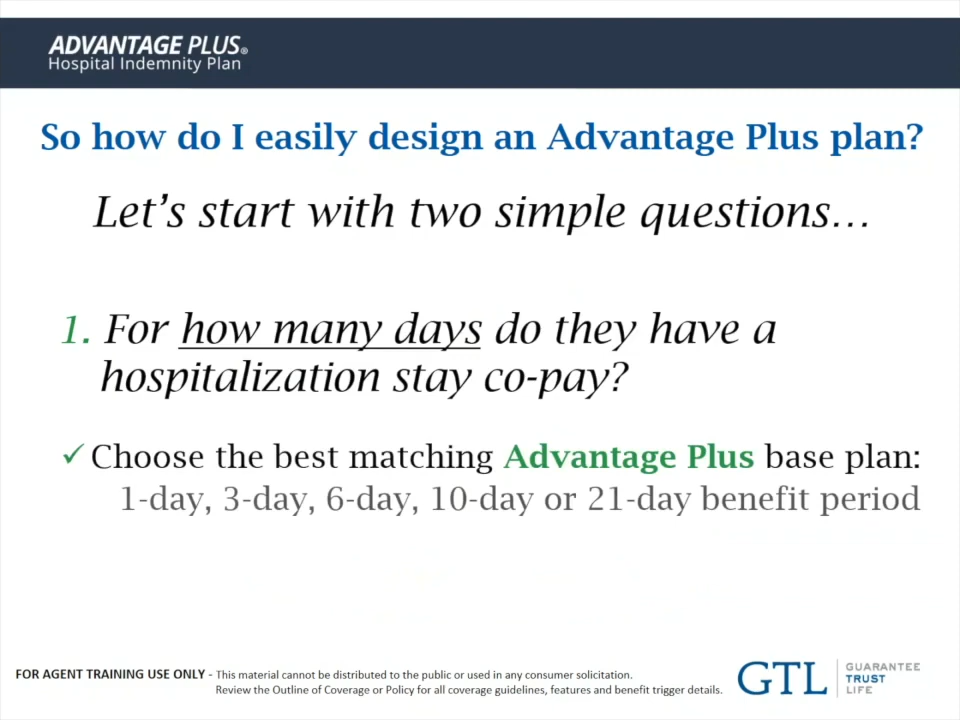 ADVANTAGE PLUS®
Hospital Indemnity Plan
So how do I easily design an Advantage Plus plan?
Let's start with two simple questions...
1. For how many days do they have a
hospitalization stay co-pay?
✓ Choose the best matching Advantage Plus base plan:
1-day, 3-day, 6-day, 10-day or 21-day benefit period
FOR AGENT TRAINING USE ONLY - This material cannot be distributed to the public or used in any consumer solicitation.
Review the Outline of Coverage or Policy for all coverage guidelines, features and benefit trigger details.
GTL
GUARANTEE
TRUST
LIFE